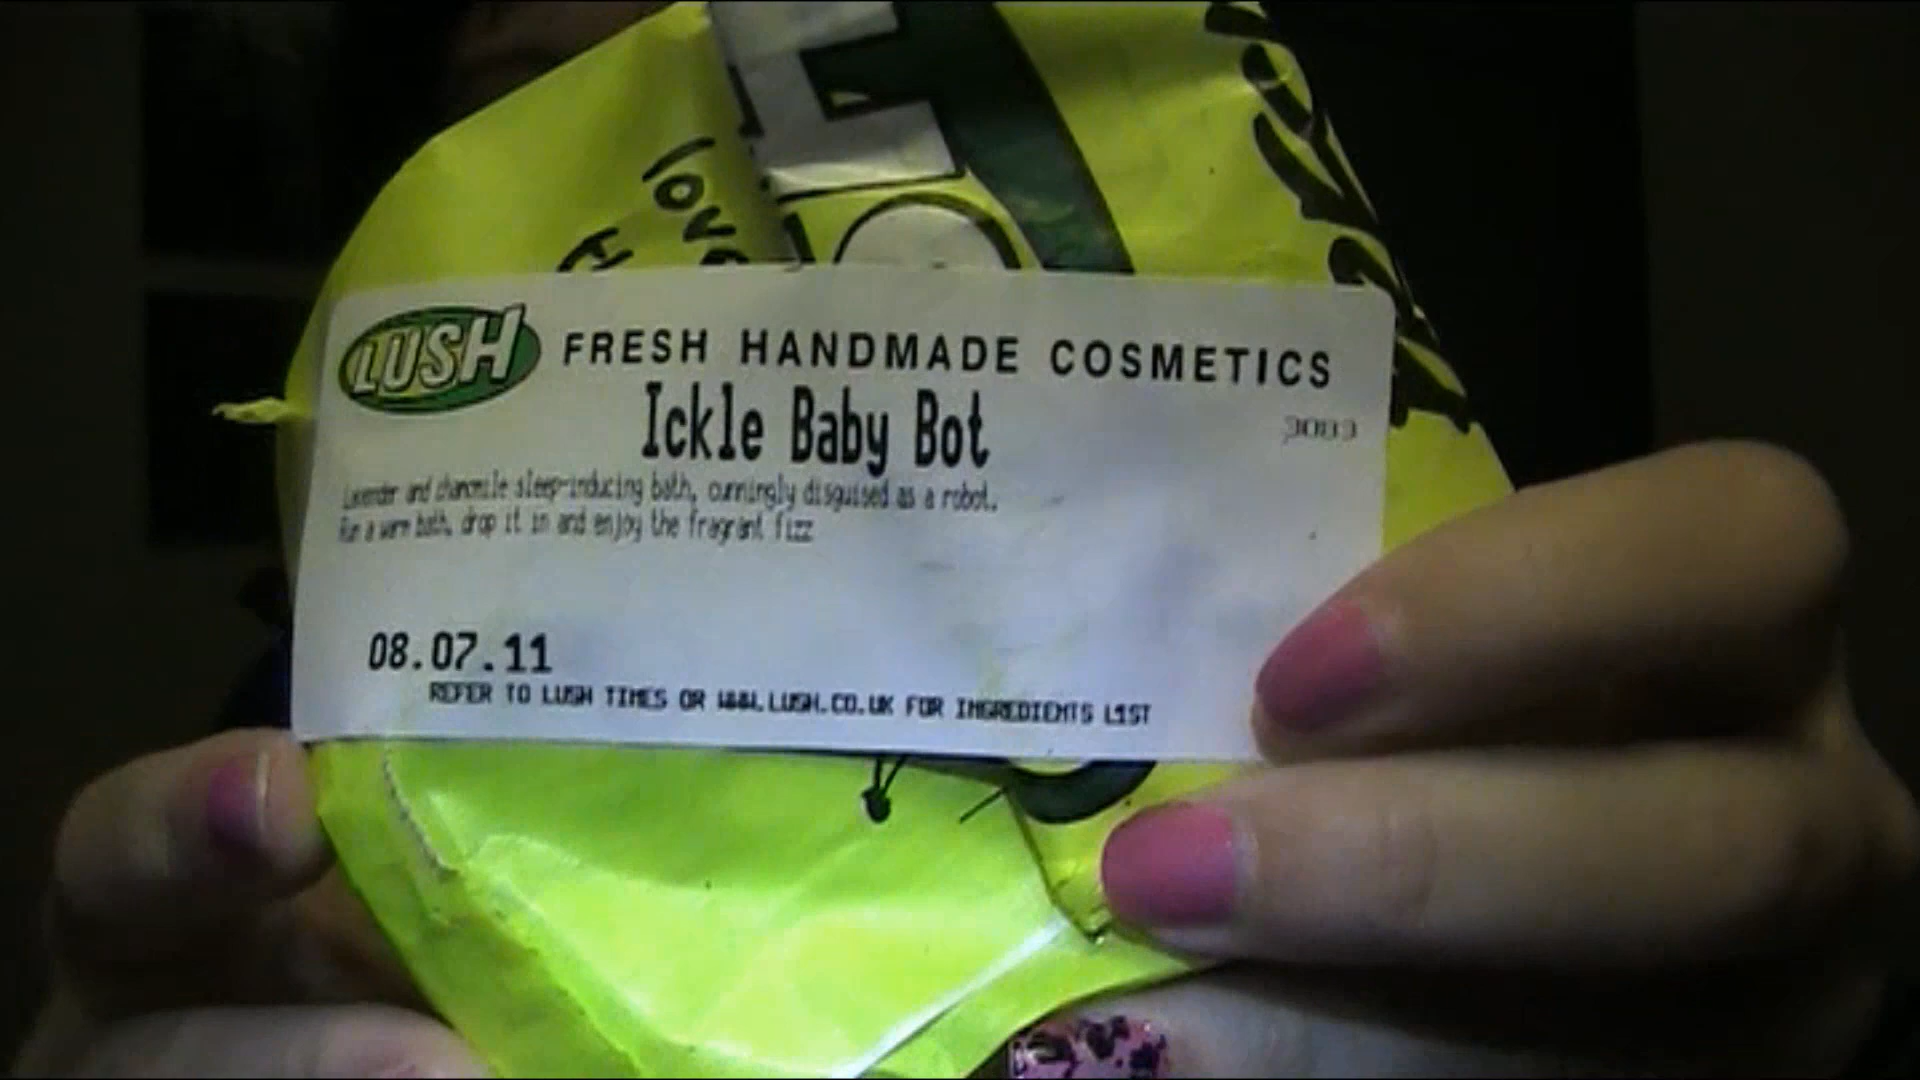 love
LUSH FRESH HANDMADE COSMETICS
Ickle Baby Bot
Lavender and chamomile sleep-inducing bath, cunningly disguised as a robot.
Run a warm bath, drop it in and enjoy the fragrant fizz
08.07.11
REFER TO LUSH TIMES OR WWW.LUSH.CO.UK FOR INGREDIENTS LIST